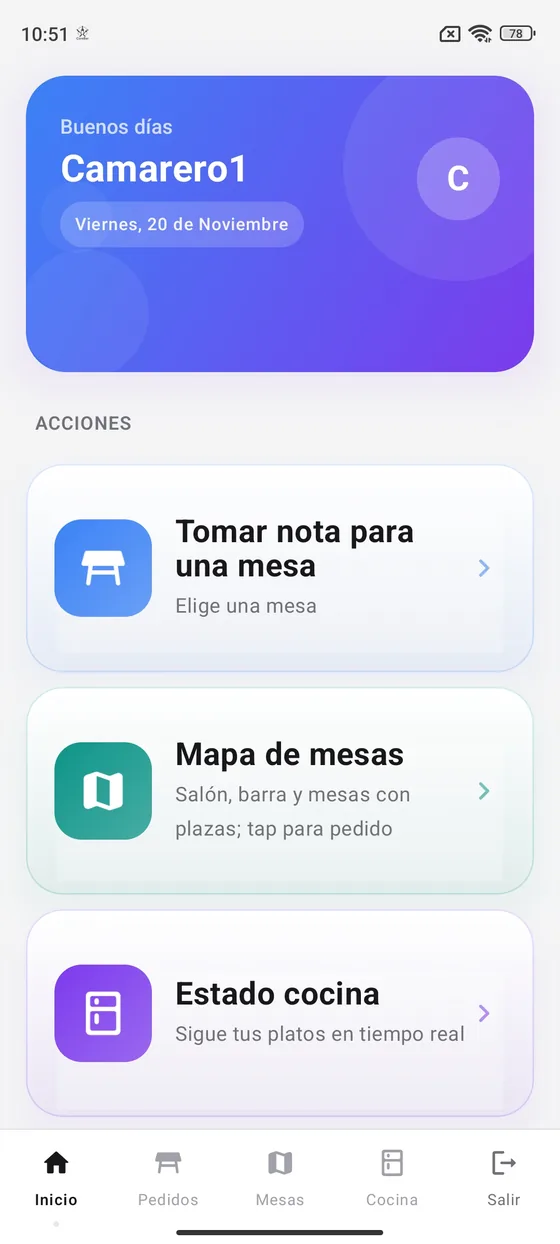 10:51
78
Buenos días
Camarero1
C
Viernes, 20 de Noviembre
ACCIONES
Tomar nota para
una mesa
Elige una mesa
Mapa de mesas
Salón, barra y mesas con
plazas; tap para pedido
Estado cocina
Sigue tus platos en tiempo real
Inicio
Pedidos
Mesas
Cocina
Salir